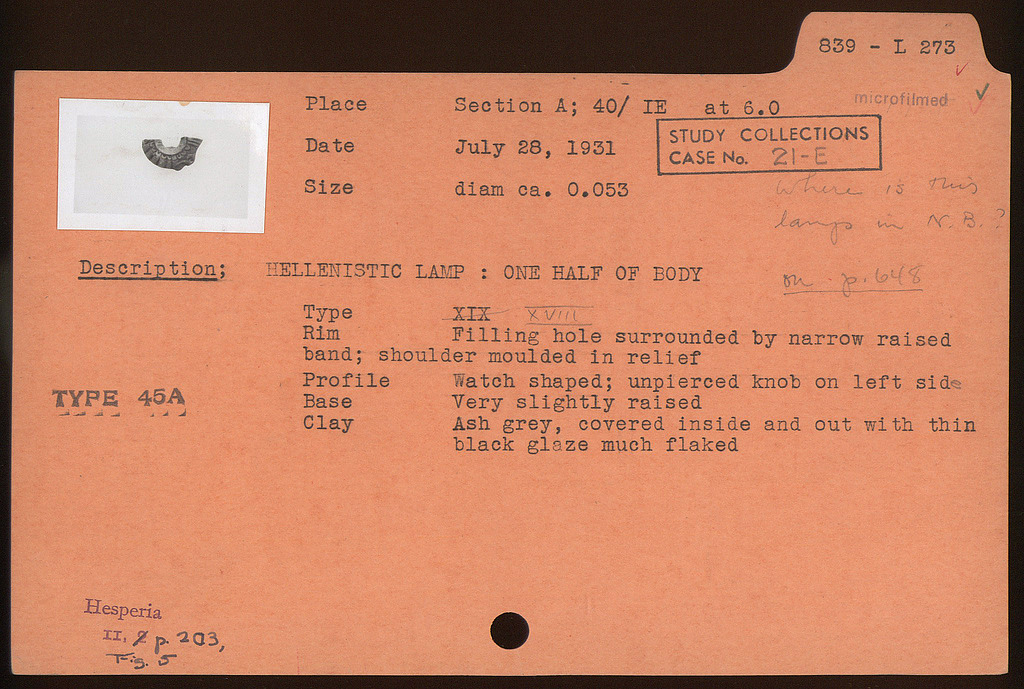 839 - L 273
Place Section A; 40/ IE at 6.0
microfilmed
Date July 28, 1931
STUDY COLLECTIONS
CASE No. 21-E
Size diam ca. 0.053
Where is this
lamps in N.B.?
Description; HELLENISTIC LAMP : ONE HALF OF BODY
on p. 648
Type XIX XVIII
Rim Filling hole surrounded by narrow raised
band; shoulder moulded in relief
Profile Watch shaped; unpierced knob on left side
TYPE 45A
Base Very slightly raised
Clay Ash grey, covered inside and out with thin
black glaze much flaked
Hesperia
II, 2 p. 203,
Fig. 5